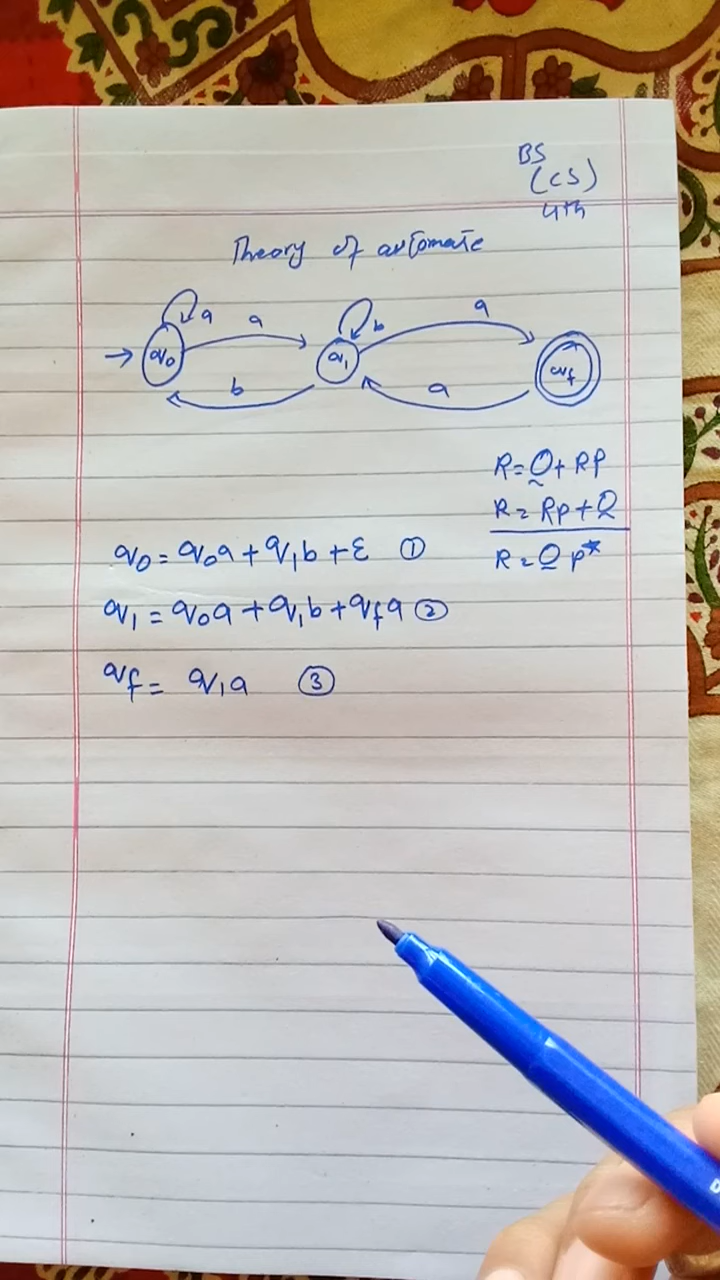 BS
(CS)
4th
Theory of automate
a a b a
→ q0 q1 qf
b a
R=Q+RP
R=RP+Q
q0=q0a+q1b+ε ①
R=QP*
q1=q0a+q1b+qfa ②
qf= q1a ③